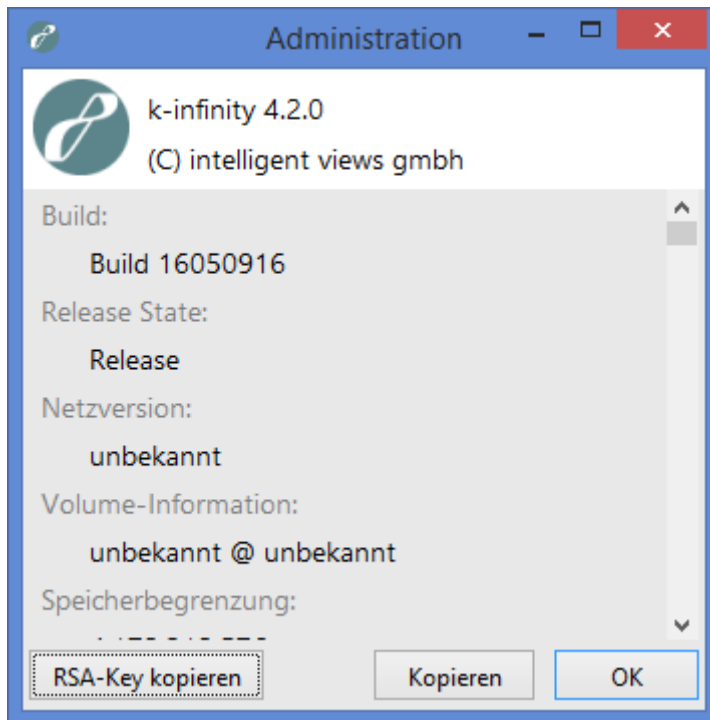 Administration
k-infinity 4.2.0
(C) intelligent views gmbh
Build:
Build 16050916
Release State:
Release
Netzversion:
unbekannt
Volume-Information:
unbekannt @ unbekannt
Speicherbegrenzung:
RSA-Key kopieren
Kopieren
OK